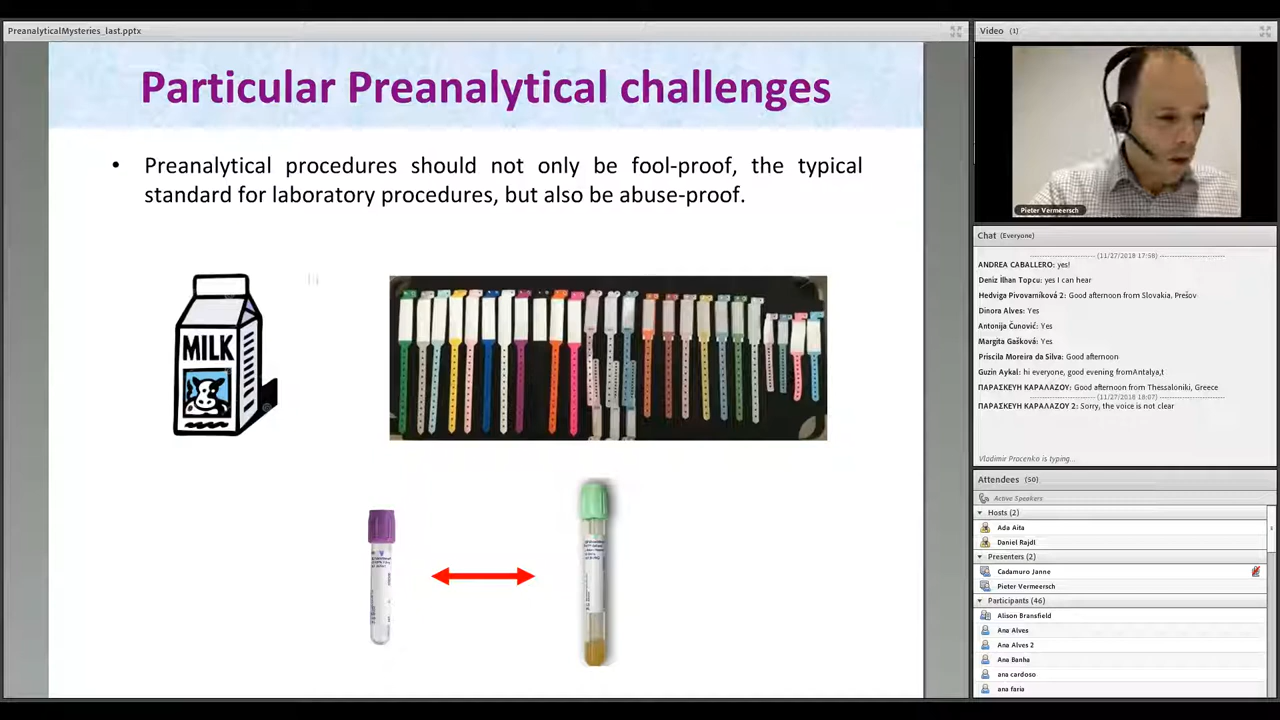 PreanalyticalMysteries_last.pptx
Particular Preanalytical challenges
• Preanalytical procedures should not only be fool-proof, the typical
standard for laboratory procedures, but also be abuse-proof.
MILK
Video (1)
Pieter Vermeersch
Chat (Everyone)
(11/27/2018 17:58)
ANDREA CABALLERO: yes!
Deniz İlhan Topcu: yes I can hear
Hedviga Pivovarníková 2: Good afternoon from Slovakia, Prešov
Dinora Alves: Yes
Antonija Čunović: Yes
Margita Gašková: Yes
Priscila Moreira da Silva: Good afternoon
Guzin Aykal: hi everyone, good evening fromAntalya,t
ΠΑΡΑΣΚΕΥΗ ΚΑΡΑΛΑΖΟΥ: Good afternoon from Thessaloniki, Greece
(11/27/2018 18:07)
ΠΑΡΑΣΚΕΥΗ ΚΑΡΑΛΑΖΟΥ 2: Sorry, the voice is not clear
Vladimir Pracenko is typing...
Attendees (50)
Active Speakers
Hosts (2)
Ada Aita
Daniel Rajdl
Presenters (2)
Cadamuro Janne
Pieter Vermeersch
Participants (46)
Alison Bransfield
Ana Alves
Ana Alves 2
Ana Banha
ana cardoso
ana faria